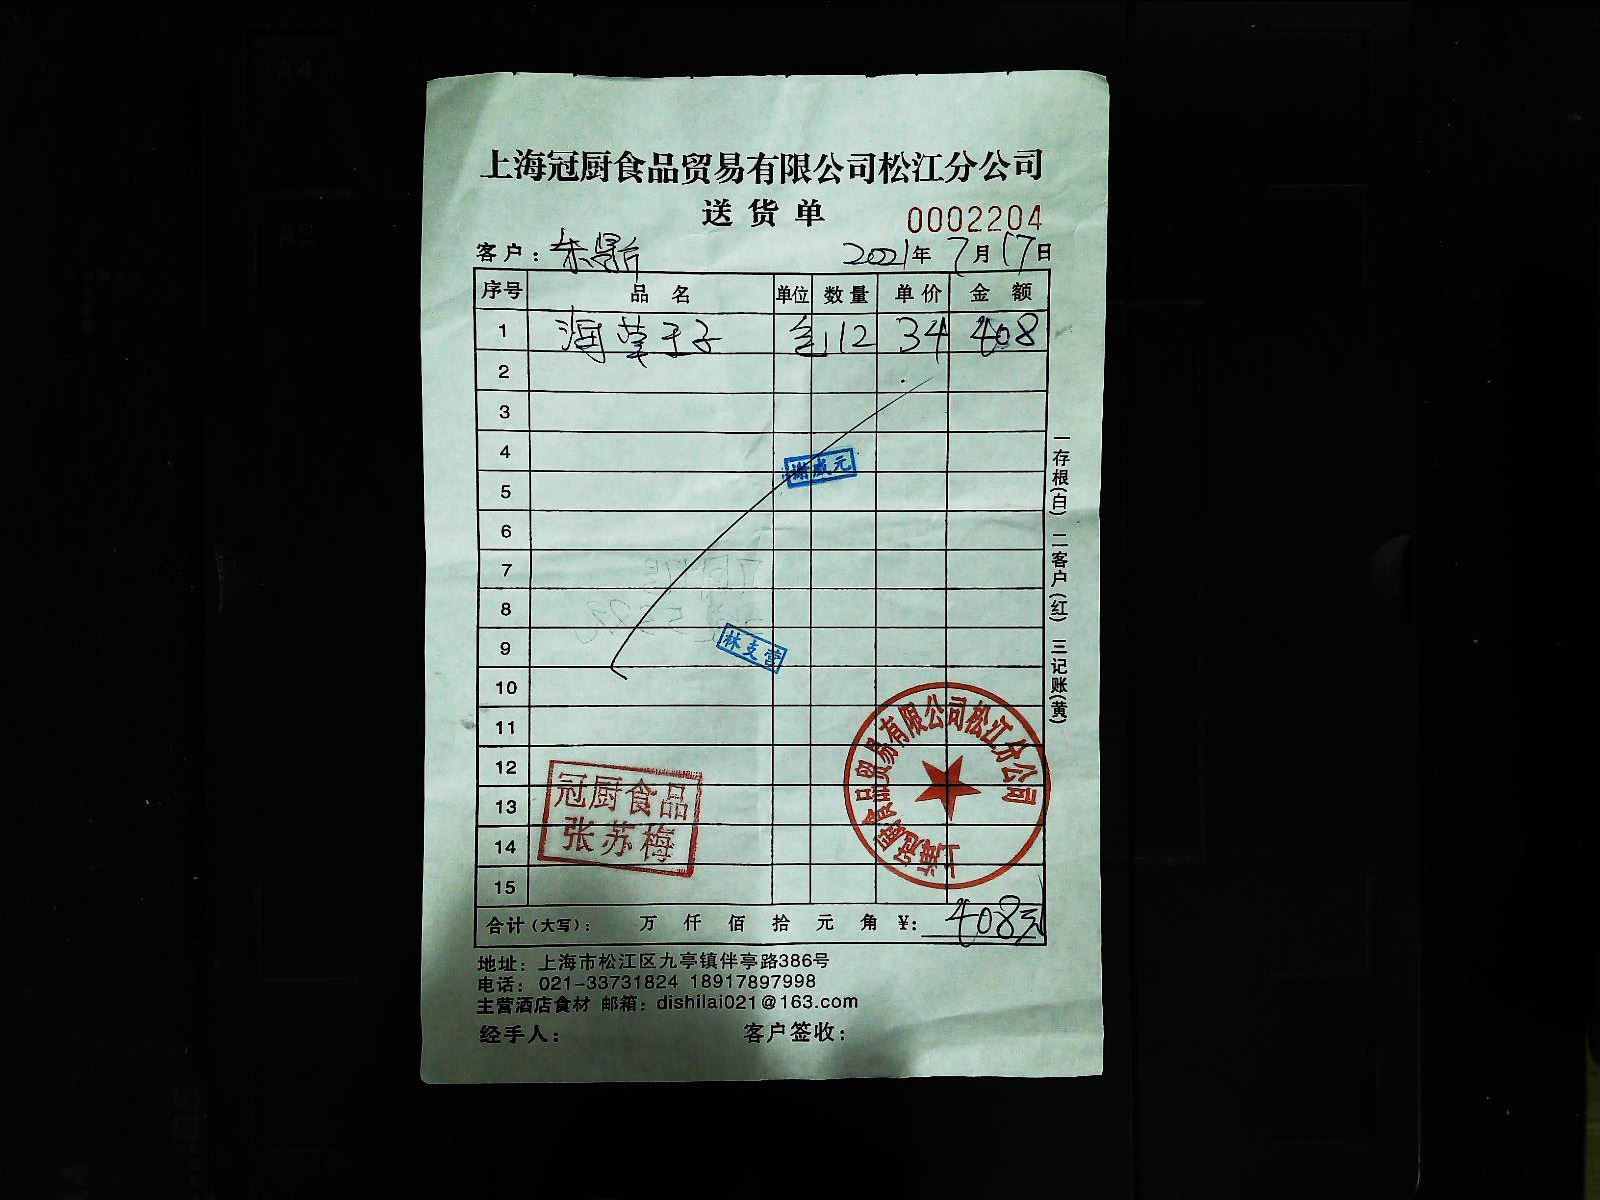 上海冠厨食品贸易有限公司松江分公司
送货单
0002204
客户：
2021年7月17日
序号 品名 单位 数量 单价 金额
1 包 12 34 408
2
3
4
谢威元
5
6
7
8
9
林支营
10
11
12
13
14
15
冠厨食品
张苏梅
上海冠厨食品贸易有限公司松江分公司
合计（大写）： 万 仟 佰 拾 元 角 ¥: 408元
一存根(白) 二客户(红) 三记账(黄)
地址：上海市松江区九亭镇伴亭路386号
电话：021-33731824 18917897998
主营酒店食材 邮箱：dishilai021@163.com
经手人： 客户签收：